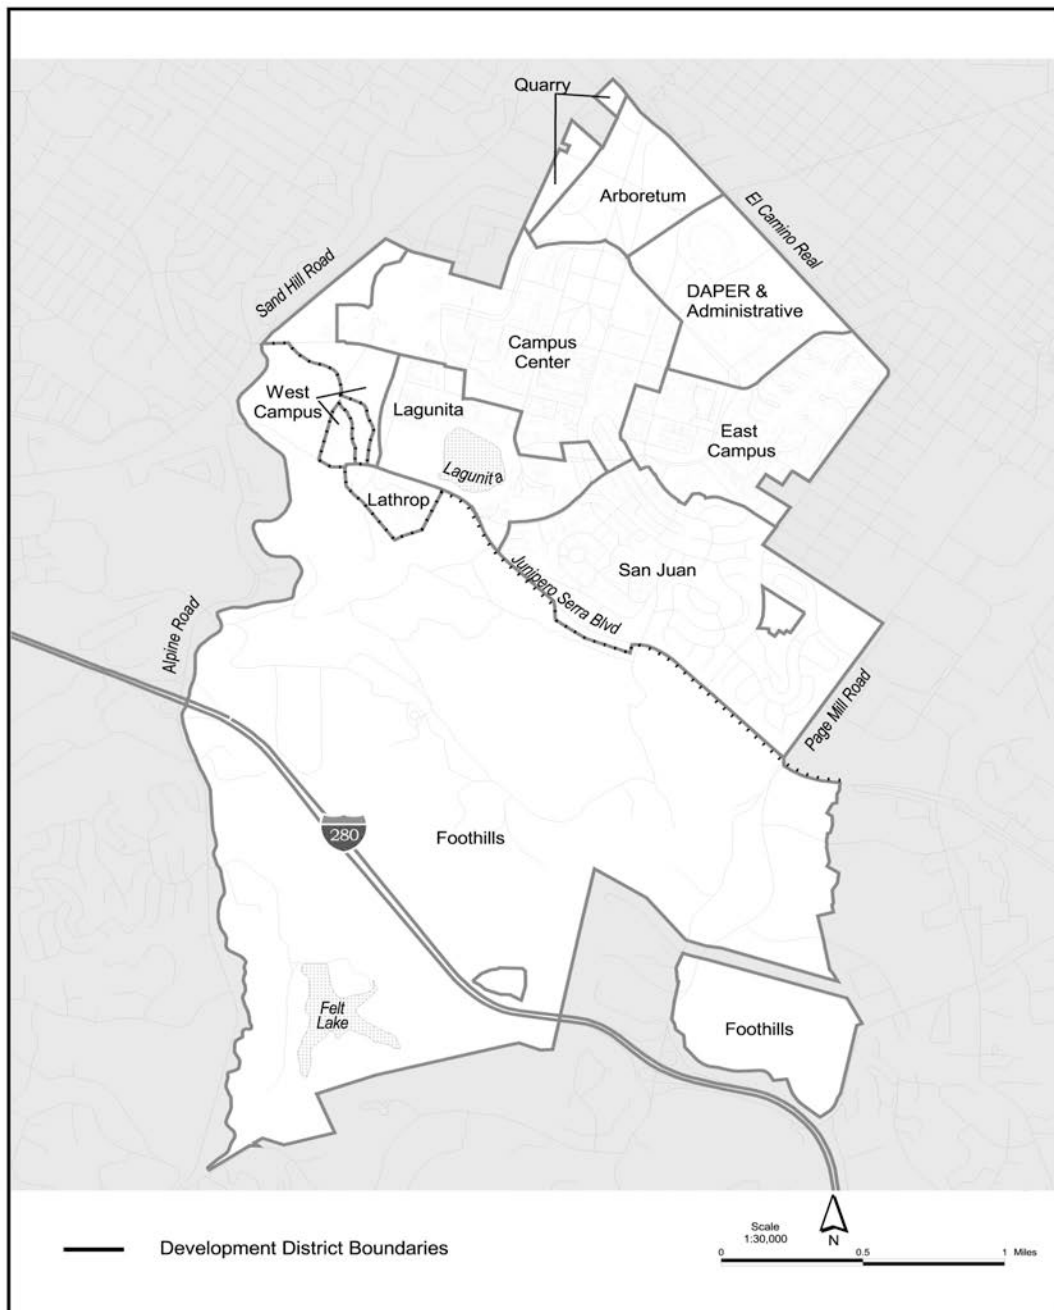 Quarry
Arboretum
El Camino Real
Sand Hill Road
DAPER &
Administrative
Campus
Center
West
Campus
Lagunita
East
Campus
Lagunita
Lathrop
San Juan
Junipero Serra Blvd
Alpine Road
Page Mill Road
280
Foothills
Felt
Lake
Foothills
Development District Boundaries
Scale
1:30,000
N
0 0.5 1 Miles